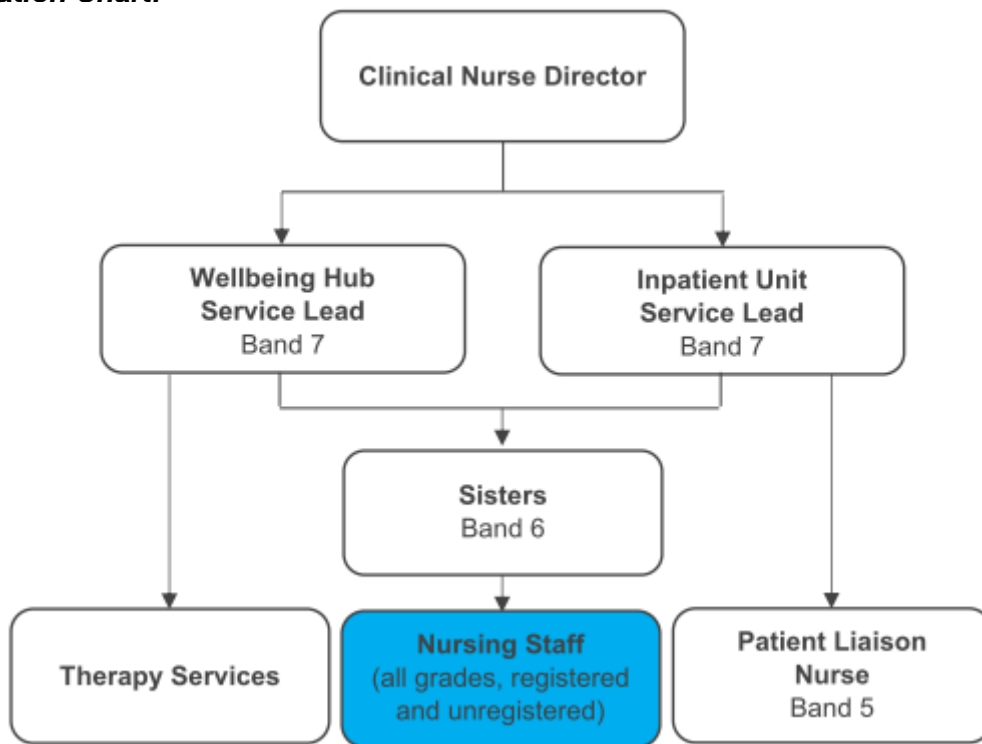 Clinical Nurse Director
Wellbeing Hub
Service Lead
Band 7
Inpatient Unit
Service Lead
Band 7
Sisters
Band 6
Therapy Services
Nursing Staff
(all grades, registered
and unregistered)
Patient Liaison
Nurse
Band 5